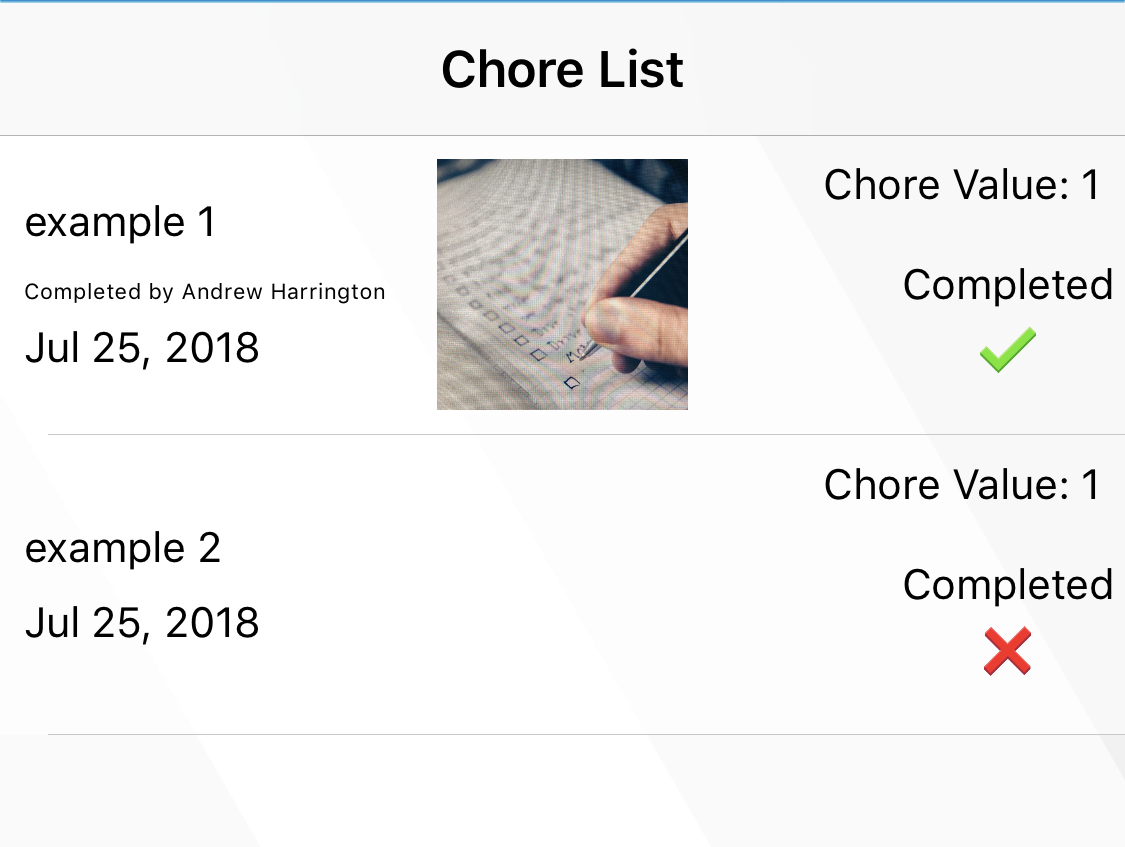 Chore List
example 1
Completed by Andrew Harrington
Jul 25, 2018
Chore Value: 1
Completed
example 2
Jul 25, 2018
Chore Value: 1
Completed